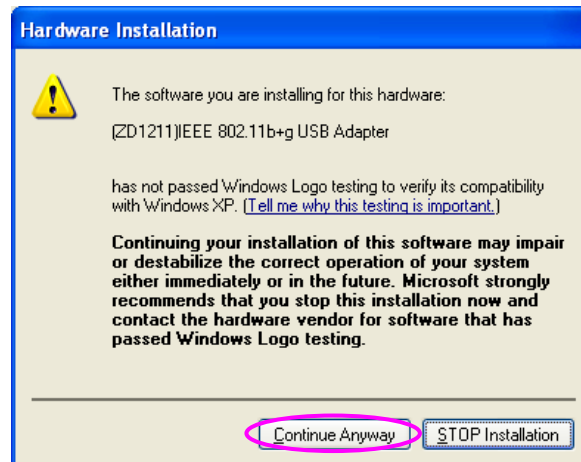 Hardware Installation
The software you are installing for this hardware:
(ZD1211)IEEE 802.11b+g USB Adapter
has not passed Windows Logo testing to verify its compatibility
with Windows XP. (Tell me why this testing is important.)
Continuing your installation of this software may impair
or destabilize the correct operation of your system
either immediately or in the future. Microsoft strongly
recommends that you stop this installation now and
contact the hardware vendor for software that has
passed Windows Logo testing.
Continue Anyway STOP Installation